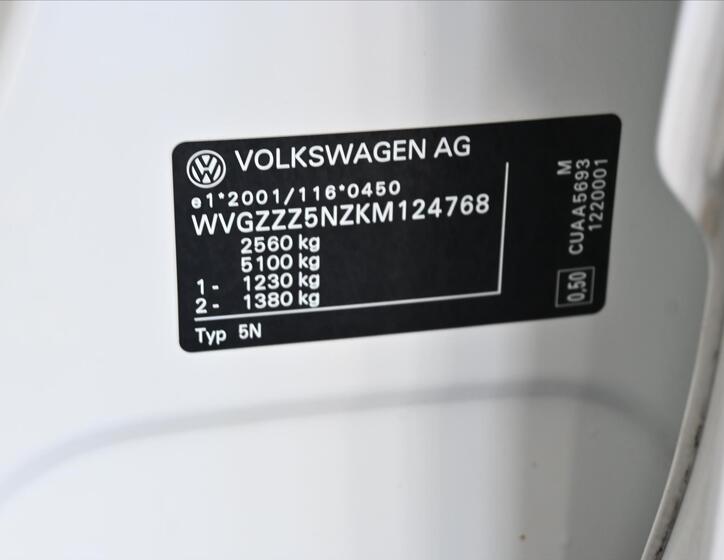 VOLKSWAGEN AG
e1*2001/116*0450
WVGZZZ5NZKM124768
2560 kg
5100 kg
1- 1230 kg
2- 1380 kg
Typ 5N
0,50
CUAA5693 M
1220001